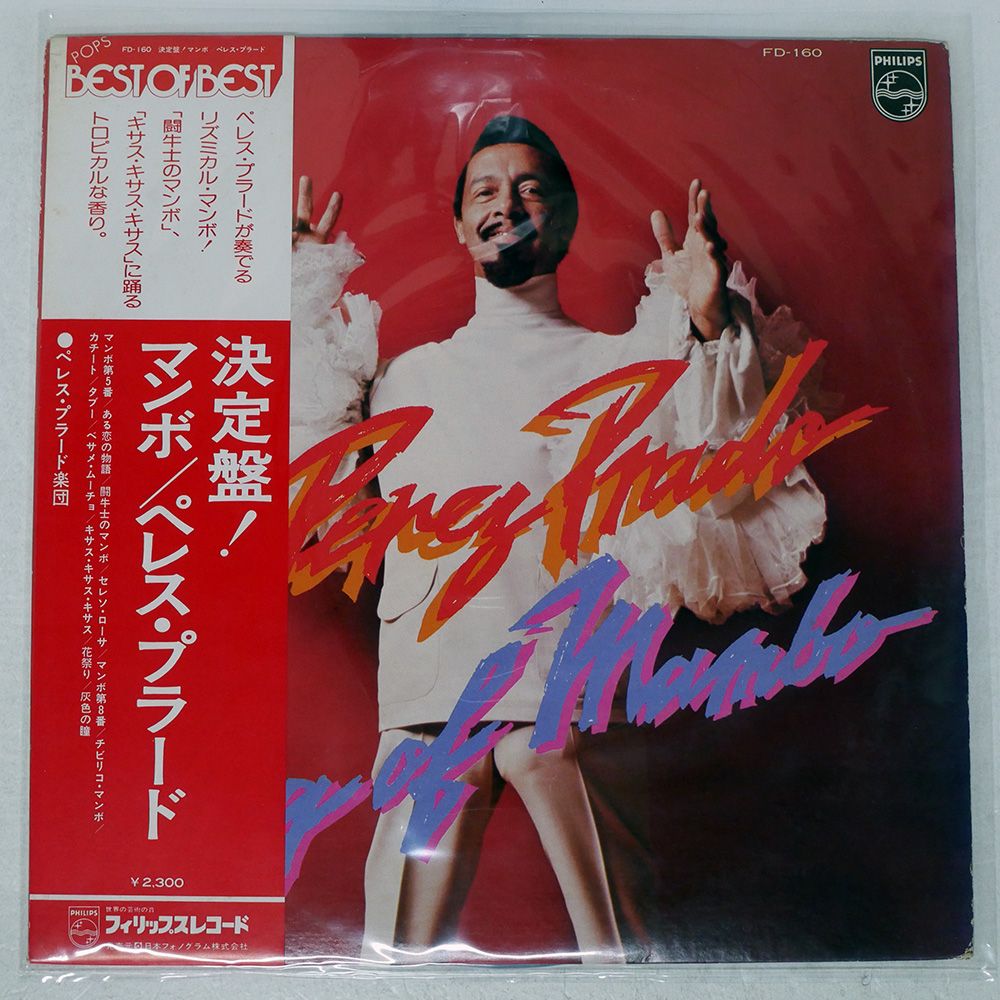 POPS
FD-160 決定盤!マンボ/ペレス・プラード
BEST OF BEST
ペレス・プラードが奏でる
リズミカル・マンボ!
「闘牛士のマンボ」、
「キサス・キサス・キサス」に踊る
トロピカルな香り。
決定盤!
マンボ/ペレス・プラード
マンボ第5番/ある恋の物語/闘牛士のマンボ/セレソ・ローサ/マンボ第8番/チビリコ・マンボ/
カチート/タブー/ベサメ・ムーチョ/キサス・キサス・キサス/花祭り/灰色の瞳
●ペレス・プラード楽団
¥2,300
PHILIPS
世界の芸術の資
フィリップスレコード
日本フォノグラム株式会社
FD-160
PHILIPS
Perez Prado
of Mambo